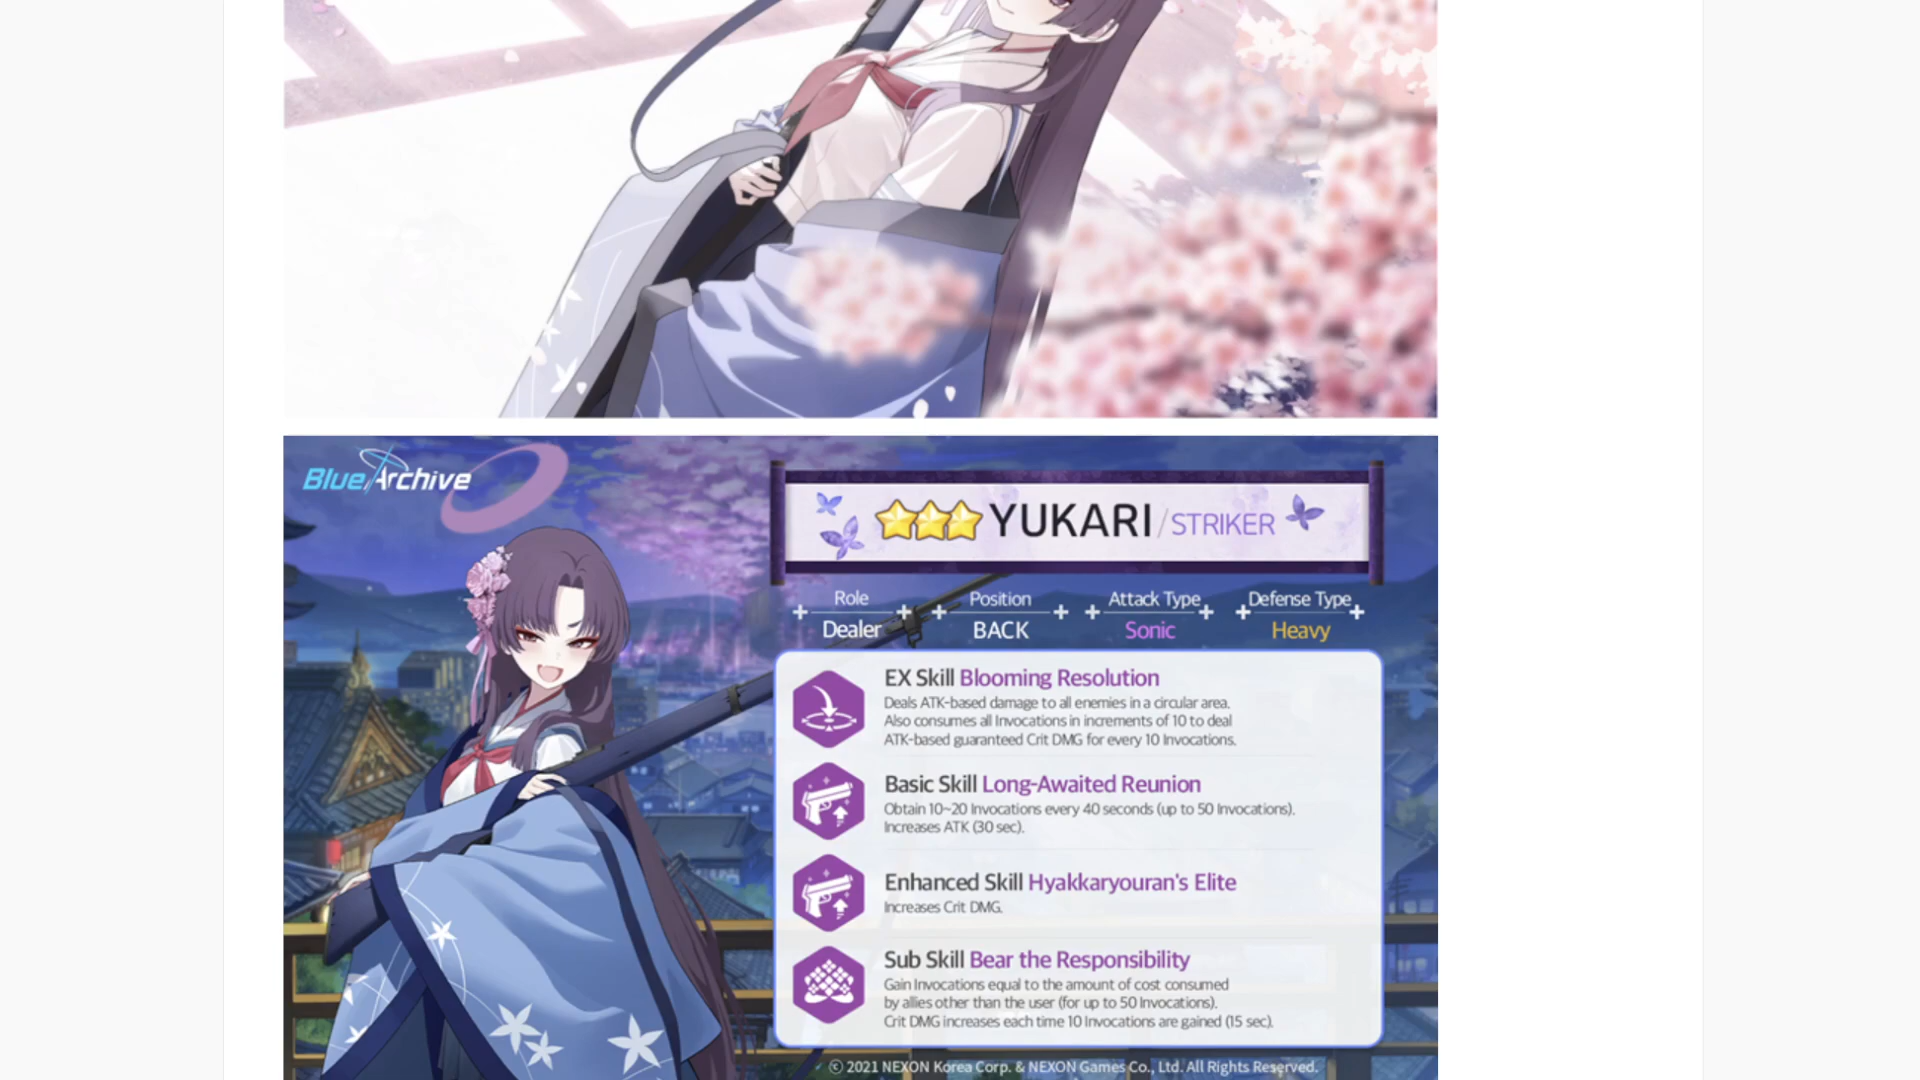 Blue Archive
YUKARI/STRIKER
Role
Dealer
Position
BACK
Attack Type
Sonic
Defense Type
Heavy
EX Skill Blooming Resolution
Deals ATK-based damage to all enemies in a circular area.
Also consumes all Invocations in increments of 10 to deal
ATK-based guaranteed Crit DMG for every 10 Invocations.
Basic Skill Long-Awaited Reunion
Obtain 10~20 Invocations every 40 seconds (up to 50 Invocations).
Increases ATK (30 sec).
Enhanced Skill Hyakkaryouran's Elite
Increases Crit DMG.
Sub Skill Bear the Responsibility
Gain Invocations equal to the amount of cost consumed
by allies other than the user (for up to 50 Invocations).
Crit DMG increases each time 10 Invocations are gained (15 sec).
© 2021 NEXON Korea Corp. & NEXON Games Co., Ltd. All Rights Reserved.